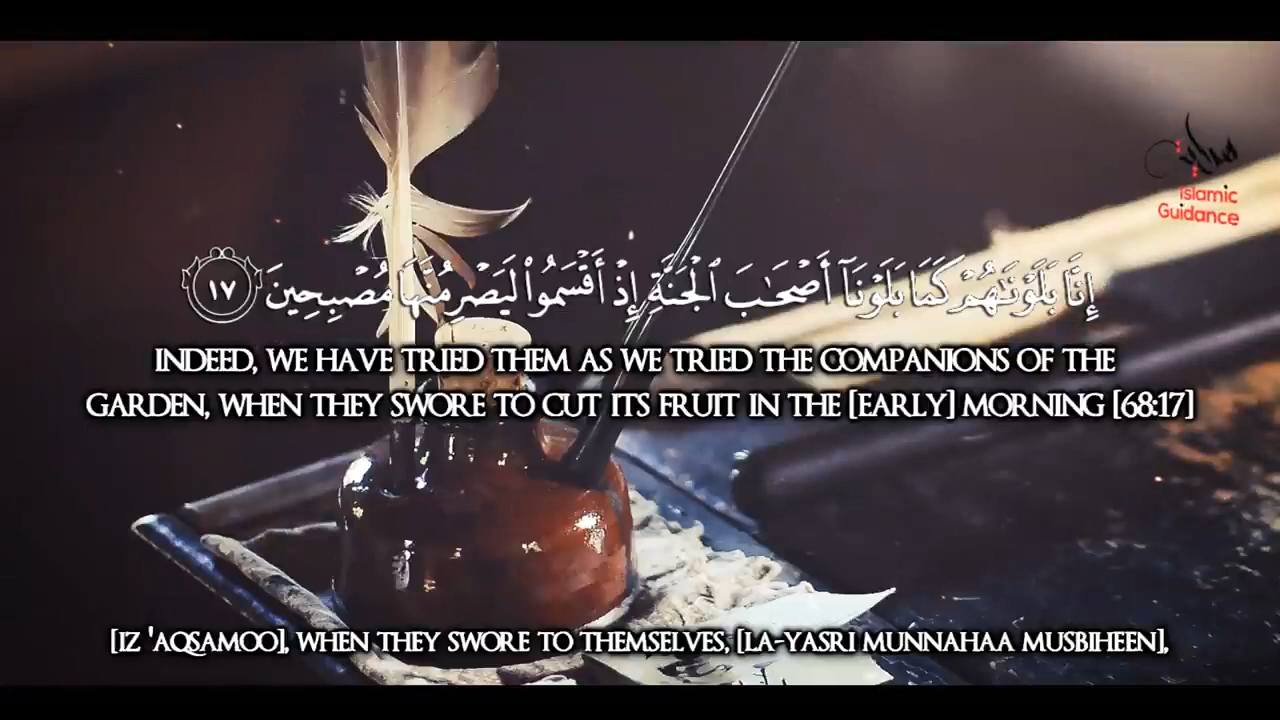 هداية
Islamic
Guidance
إِنَّا بَلَوْنَٰهُمْ كَمَا بَلَوْنَآ أَصْحَٰبَ ٱلْجَنَّةِ إِذْ أَقْسَمُوا۟ لَيَصْرِمُنَّهَا مُصْبِحِينَ ١٧
INDEED, WE HAVE TRIED THEM AS WE TRIED THE COMPANIONS OF THE
GARDEN, WHEN THEY SWORE TO CUT ITS FRUIT IN THE [EARLY] MORNING [68:17]
[IZ 'AQSAMOO], WHEN THEY SWORE TO THEMSELVES, [LA-YASRI MUNNAHAA MUSBIHEEN],